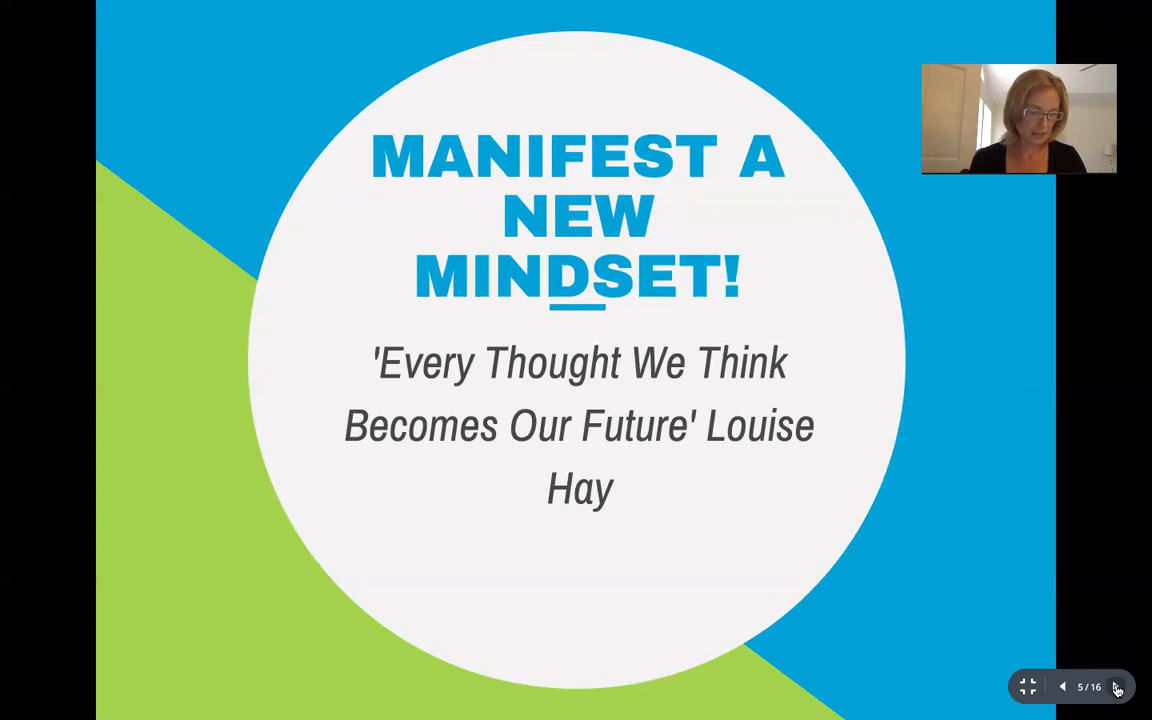 MANIFEST A
NEW
MINDSET!
'Every Thought We Think
Becomes Our Future' Louise
Hay
5 / 16